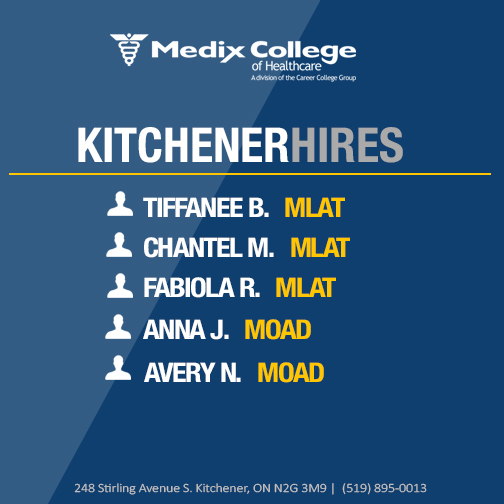 Medix College
of Healthcare
A division of the Career College Group
KITCHENERHIRES
TIFFANEE B. MLAT
CHANTEL M. MLAT
FABIOLA R. MLAT
ANNA J. MOAD
AVERY N. MOAD
248 Stirling Avenue S. Kitchener, ON N2G 3M9 | (519) 895-0013